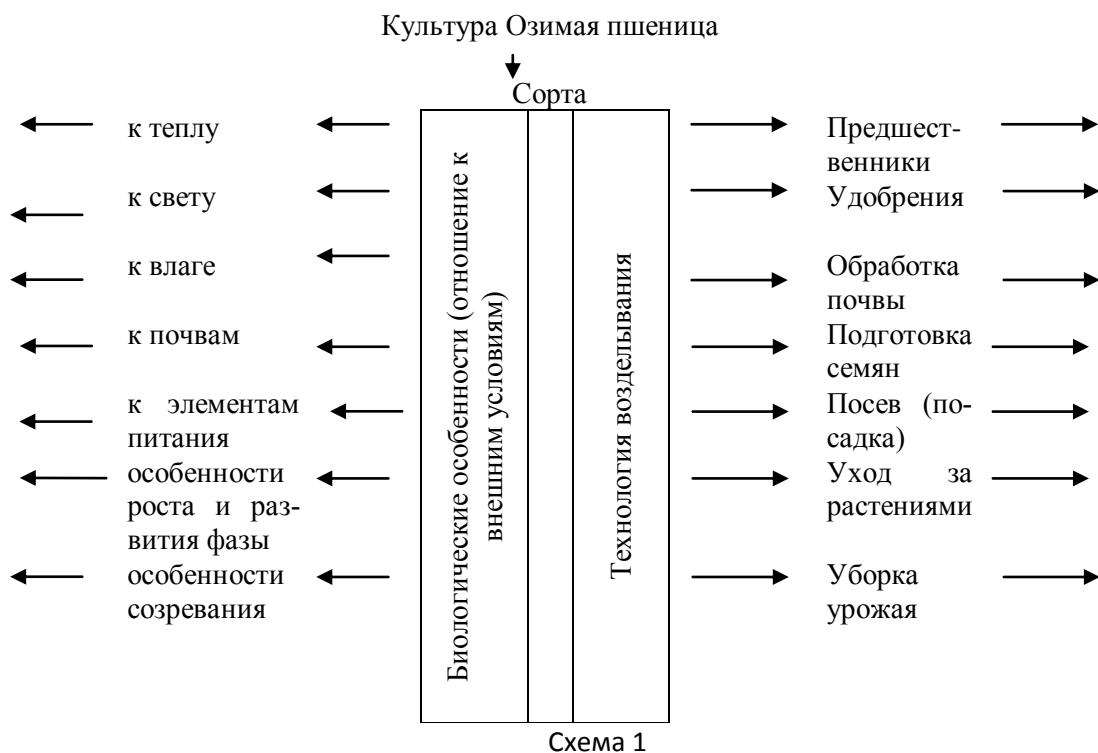 Культура Озимая пшеница
Сорта
к теплу
к свету
к влаге
к почвам
к элементам
питания
особенности
роста и раз-
вития фазы
особенности
созревания
Биологические особенности (отношение к
внешним условиям)
Технология возделывания
Предшест-
венники
Удобрения
Обработка
почвы
Подготовка
семян
Посев (по-
садка)
Уход за
растениями
Уборка
урожая
Схема 1